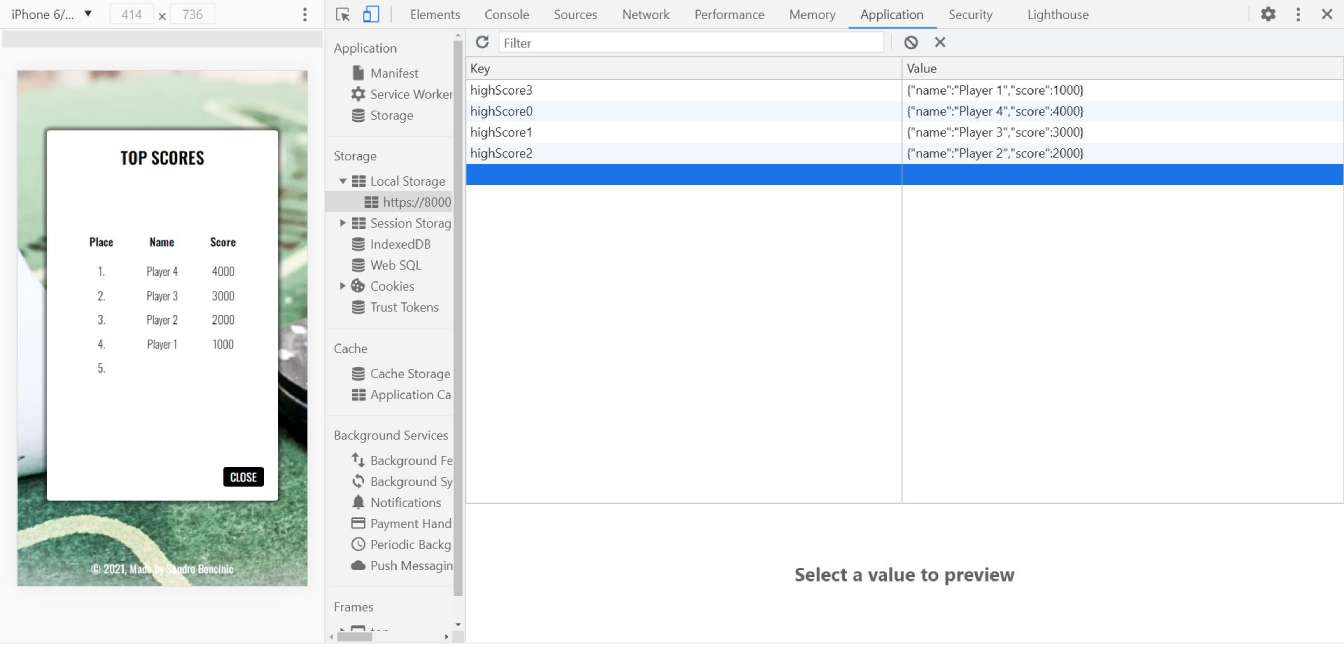 iPhone 6/... ▼ 414 x 736
Elements Console Sources Network Performance Memory Application Security Lighthouse
TOP SCORES
Place Name Score
1. Player 4 4000
2. Player 3 3000
3. Player 2 2000
4. Player 1 1000
5.
CLOSE
© 2021, Made by Sandro Bencinic
Application
Manifest
Service Worker
Storage
Storage
Local Storage
https://8000
Session Storag
IndexedDB
Web SQL
Cookies
Trust Tokens
Cache
Cache Storage
Application Ca
Background Services
Background Fe
Background Sy
Notifications
Payment Hand
Periodic Backg
Push Messagin
Frames
top
Filter
Key Value
highScore3 {"name":"Player 1","score":1000}
highScore0 {"name":"Player 4","score":4000}
highScore1 {"name":"Player 3","score":3000}
highScore2 {"name":"Player 2","score":2000}
Select a value to preview